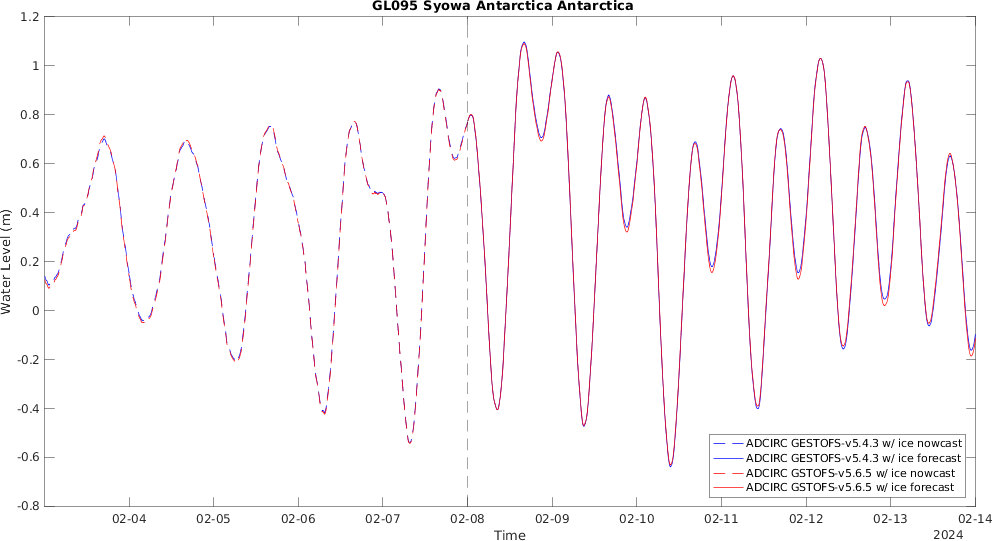 GL095 Syowa Antarctica Antarctica
1.2
1
0.8
0.6
0.4
0.2
0
-0.2
-0.4
-0.6
-0.8
Water Level (m)
ADCIRC GESTOFS-v5.4.3 w/ ice nowcast
ADCIRC GESTOFS-v5.4.3 w/ ice forecast
ADCIRC GSTOFS-v5.6.5 w/ ice nowcast
ADCIRC GSTOFS-v5.6.5 w/ ice forecast
02-04 02-05 02-06 02-07 02-08 02-09 02-10 02-11 02-12 02-13 02-14
Time
2024